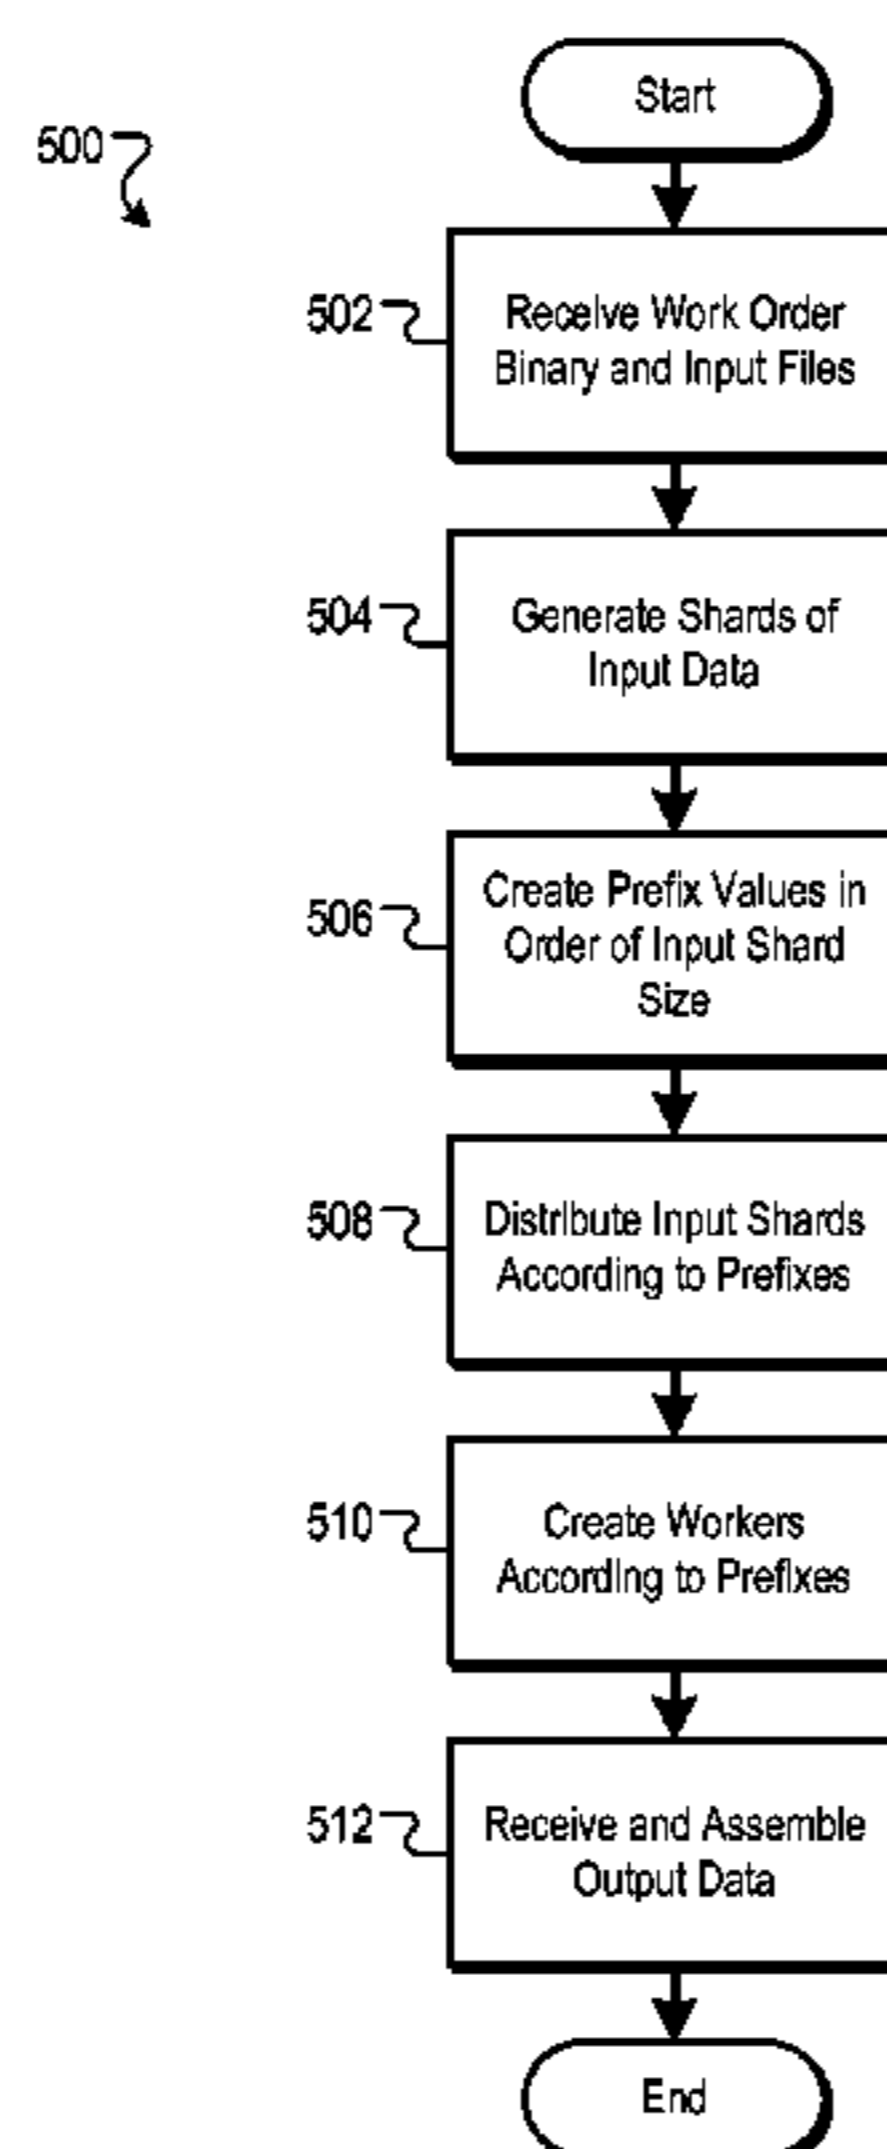 Start
500
502
Receive Work Order
Binary and Input Files
504
Generate Shards of
Input Data
506
Create Prefix Values in
Order of Input Shard
Size
508
Distribute Input Shards
According to Prefixes
510
Create Workers
According to Prefixes
512
Receive and Assemble
Output Data
End